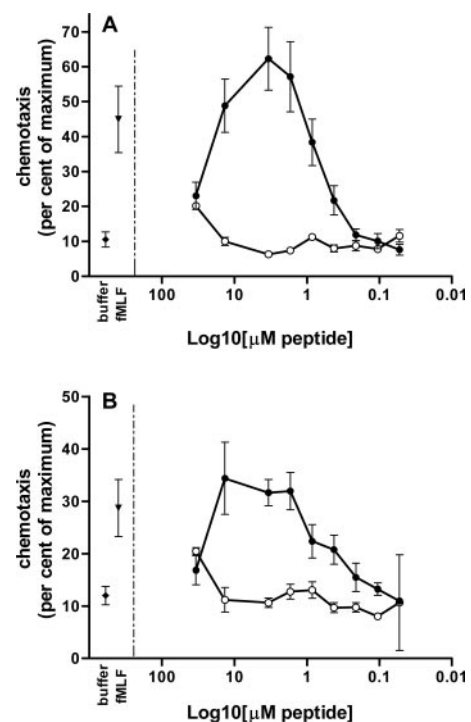 A
chemotaxis
(per cent of maximum)
70
60
50
40
30
20
10
0
buffer
fMLF
100
10
1
0.1
0.01
Log10[μM peptide]
B
chemotaxis
(per cent of maximum)
50
40
30
20
10
0
buffer
fMLF
100
10
1
0.1
0.01
Log10[μM peptide]